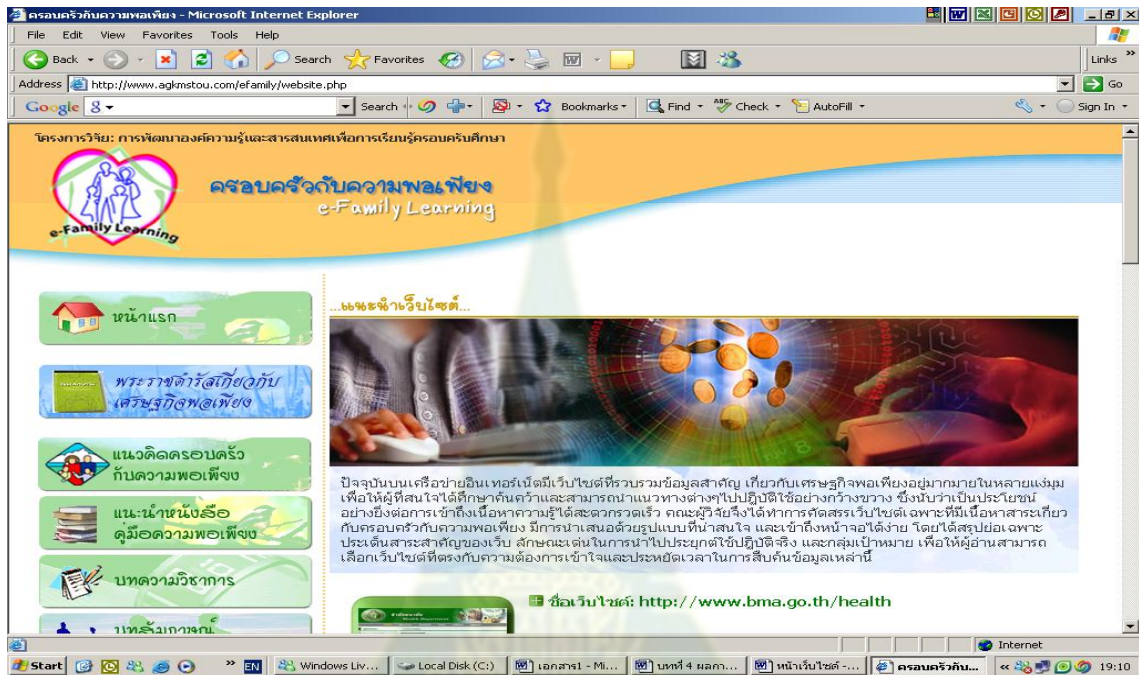 ครอบครัวกับความพอเพียง - Microsoft Internet Explorer
File Edit View Favorites Tools Help
Back Search Favorites
Links
Address http://www.agkmstou.com/efamily/website.php Go
Google Search Bookmarks Find Check AutoFill Sign In
โครงการวิจัย: การพัฒนาองค์ความรู้และสารสนเทศเพื่อการเรียนรู้ครอบครัวศึกษา
ครอบครัวกับความพอเพียง
e-Family Learning
e-Family Learning
...แนะนำเว็บไซต์...
หน้าแรก
พระราชดำรัสเกี่ยวกับ
เศรษฐกิจพอเพียง
แนวคิดครอบครัว
กับความพอเพียง
แนะนำหนังสือ
คู่มือความพอเพียง
บทความวิชาการ
บทสัมภาษณ์
ปัจจุบันบนเครือข่ายอินเทอร์เน็ตมีเว็บไซต์ที่รวบรวมข้อมูลสำคัญ เกี่ยวกับเศรษฐกิจพอเพียงอยู่มากมายในหลายแง่มุม
เพื่อให้ผู้ที่สนใจได้ศึกษาค้นคว้าและสามารถนำแนวทางต่างๆไปปฏิบัติใช้อย่างกว้างขวาง ซึ่งนับว่าเป็นประโยชน์
อย่างยิ่งต่อการเข้าถึงเนื้อหาความรู้ได้สะดวกรวดเร็ว คณะผู้วิจัยจึงได้ทำการคัดสรรเว็บไซต์เฉพาะที่มีเนื้อหาสาระเกี่ยว
กับครอบครัวกับความพอเพียง มีการนำเสนอด้วยรูปแบบที่น่าสนใจ และเข้าถึงหน้าจอได้ง่าย โดยได้สรุปย่อเฉพาะ
ประเด็นสาระสำคัญของเว็บ ลักษณะเด่นในการนำไปประยุกต์ใช้ปฏิบัติจริง และกลุ่มเป้าหมาย เพื่อให้ผู้อ่านสามารถ
เลือกเว็บไซต์ที่ตรงกับความต้องการเข้าใจและประหยัดเวลาในการสืบค้นข้อมูลเหล่านี้
ชื่อเว็บไซต์: http://www.bma.go.th/health
Internet
Start EN Windows Liv... Local Disk (C:) เอกสาร1 - Mi... บทที่ 4 ผลกา... หน้าเว็บไซต์ -... ครอบครัวกับ... 19:10